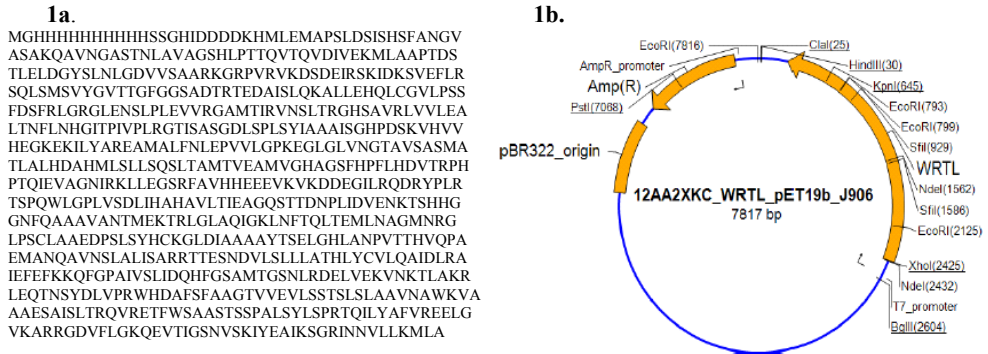 1a.
MGHHHHHHHHHHSSGHIDDDDKHMLEMAPSLDSISHSFANGV
ASAKQAVNGASTNLAVAGSHLPTTQVTQVDIVEKMLAAPTDS
TLELDGYSLNLGDVVSAARKGRPVRVKDSDEIRSKIDKSVEFLR
SQLSMSVYGVTTGFGGSADTRTEDAISLQKALLEHQLCGVLPSS
FDSFRLGRGLENSLPLEVVRGAMTIRVNSLTRGHSAVRLVVLEA
LTNFLNHGITPIVPLRGTISASGDLSPLSYIAAAISGHPDSKVHVV
HEGKEKILYAREAMALFNLEPVVLGPKEGLGLVNGTAVSASMA
TLALHDAHMLSLLSQSLTAMTVEAMVGHAGSFHPFLHDVTRPH
PTQIEVAGNIRKLLEGSRFAVHHEEEVKVKDDEGILRQDRYPLR
TSPQWLGPLVSDLIHAHAVLTIEAGQSTTDNPLIDVENKTSHHG
GNFQAAAVANTMEKTRLGLAQIGKLNFTQLTEMLNAGMNRG
LPSCLAAEDPSLSYHCKGLDIAAAAYTSELGHLANPVTTHVQPA
EMANQAVNSLALISARRTTESNDVLSLLLATHLYCVLQAIDLRA
IEFEFKKQFGPAIVSLIDQHFGSAMTGSNLRDELVEKVNKTLAKR
LEQTNSYDLVPRWHDAFSFAAGTVVEVLSSTSLSLAAVNAWKVA
AAESAISLTRQVRETFWSAASTSSPALSYLSPRTQILYAFVREELG
VKARRGDVFLGKQEVTIGSNVSKIYEAIKSGRINNVLLKMLA
1b.
EcoRI(7816)
ClaI(25)
AmpR_promoter
HindIII(30)
Amp(R)
KpnI(645)
PstI(7068)
EcoRI(793)
EcoRI(799)
SfiI(929)
pBR322_origin
WRTL
12AA2XKC_WRTL_pET19b_J906
NdeI(1562)
7817 bp
SfiI(1586)
EcoRI(2125)
XhoI(2425)
NdeI(2432)
T7_promoter
BglII(2604)